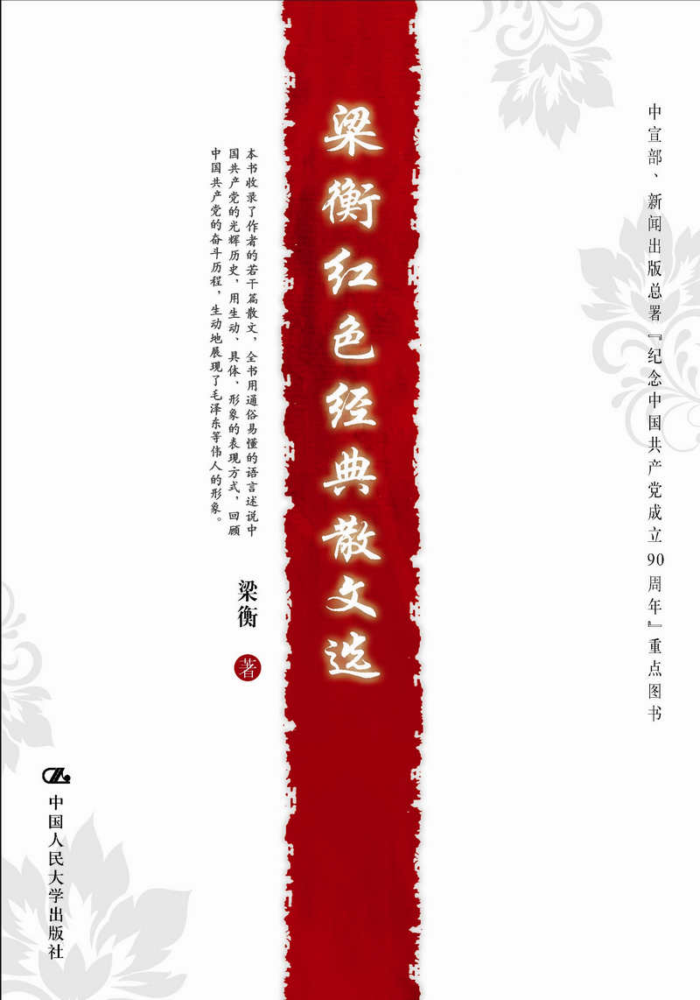 中宣部、新闻出版总署『纪念中国共产党成立90周年』重点图书
梁衡红色经典散文选
本书收录了作者的若干篇散文，全书用通俗易懂的语言述说中
国共产党的光辉历史，用生动、具体、形象的表现方式，回顾
中国共产党的奋斗历程，生动地展现了毛泽东等伟人的形象。
梁衡
著
中国人民大学出版社